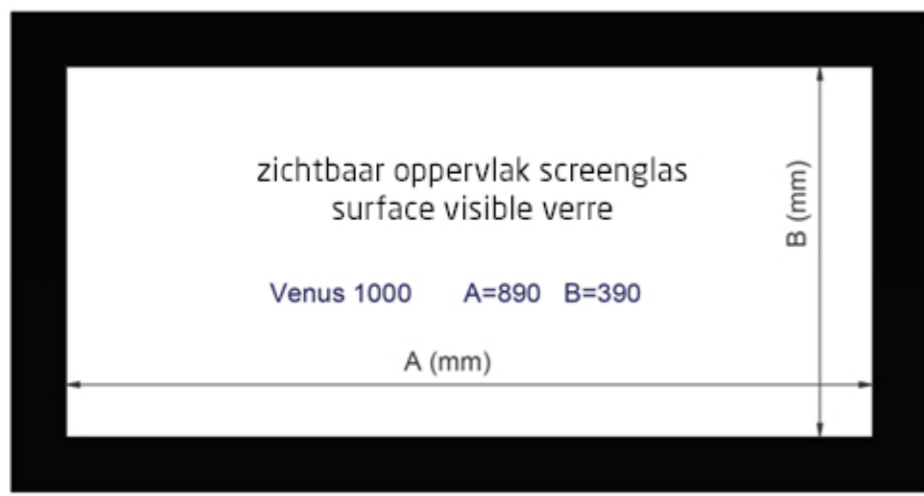 zichtbaar oppervlak screenglas
surface visible verre
Venus 1000 A=890 B=390
A (mm)
B (mm)